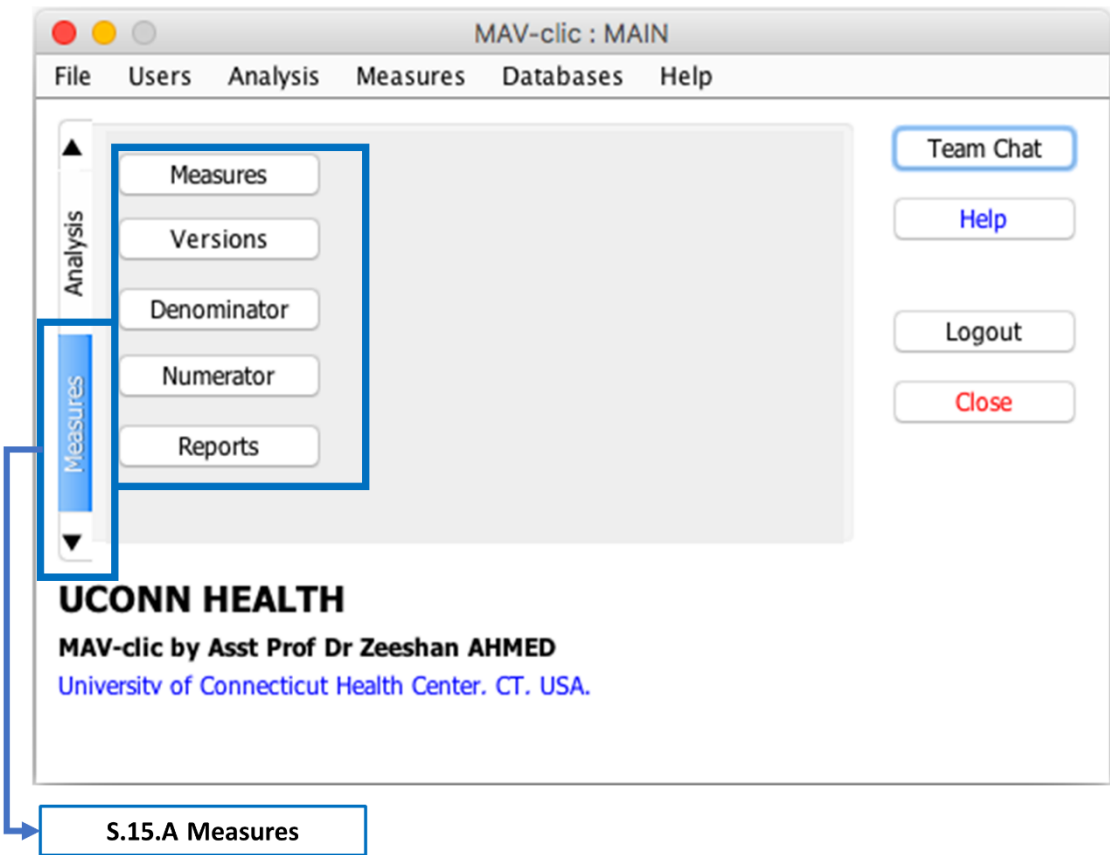 MAV-clic : MAIN
File Users Analysis Measures Databases Help
Analysis
Measures
Measures
Versions
Denominator
Numerator
Reports
Team Chat
Help
Logout
Close
UCONN HEALTH
MAV-clic by Asst Prof Dr Zeeshan AHMED
University of Connecticut Health Center. CT. USA.
S.15.A Measures